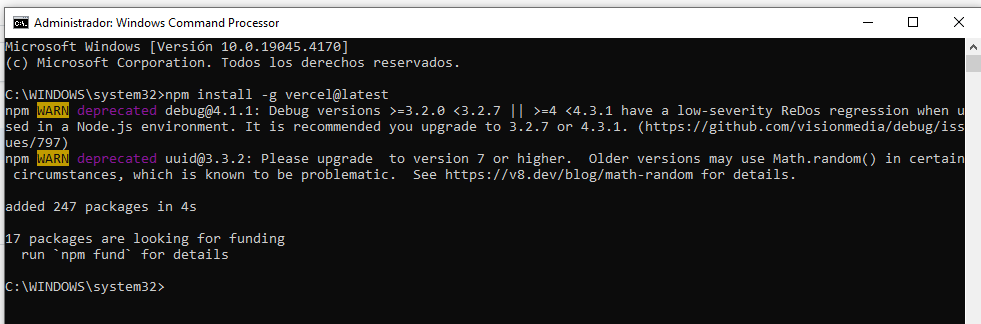 Administrador: Windows Command Processor
Microsoft Windows [Versión 10.0.19045.4170]
(c) Microsoft Corporation. Todos los derechos reservados.
C:\WINDOWS\system32>npm install -g vercel@latest
npm WARN deprecated debug@4.1.1: Debug versions >=3.2.0 <3.2.7 || >=4 <4.3.1 have a low-severity ReDos regression when u
sed in a Node.js environment. It is recommended you upgrade to 3.2.7 or 4.3.1. (https://github.com/visionmedia/debug/iss
ues/797)
npm WARN deprecated uuid@3.3.2: Please upgrade  to version 7 or higher.  Older versions may use Math.random() in certain
 circumstances, which is known to be problematic.  See https://v8.dev/blog/math-random for details.
added 247 packages in 4s
17 packages are looking for funding
  run `npm fund` for details
C:\WINDOWS\system32>